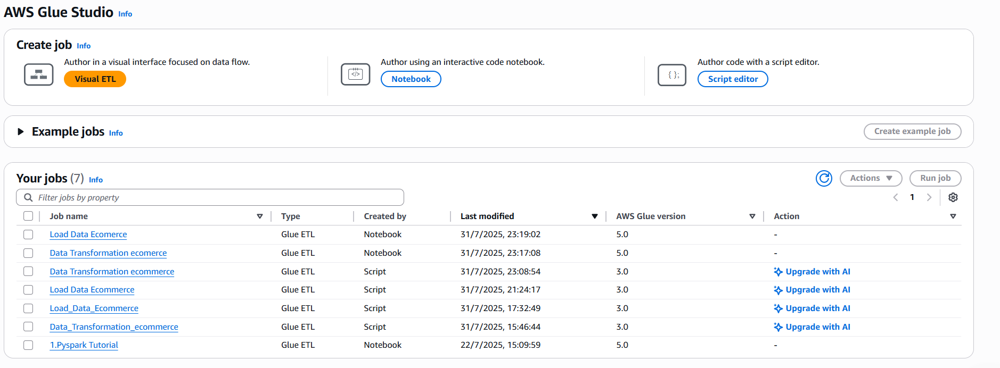 AWS Glue Studio Info
Create job Info
Author in a visual interface focused on data flow.
Visual ETL
Author using an interactive code notebook.
</>
Notebook
Author code with a script editor.
{ };
Script editor
Example jobs Info
Create example job
Your jobs (7) Info
Actions
Run job
Filter jobs by property
1
Job name Type Created by Last modified AWS Glue version Action
Load Data Ecomerce Glue ETL Notebook 31/7/2025, 23:19:02 5.0 -
Data Transformation ecomerce Glue ETL Notebook 31/7/2025, 23:17:08 5.0 -
Data Transformation ecommerce Glue ETL Script 31/7/2025, 23:08:54 3.0 Upgrade with AI
Load Data Ecommerce Glue ETL Script 31/7/2025, 21:24:17 3.0 Upgrade with AI
Load_Data_Ecommerce Glue ETL Script 31/7/2025, 17:32:49 3.0 Upgrade with AI
Data_Transformation_ecommerce Glue ETL Script 31/7/2025, 15:46:44 3.0 Upgrade with AI
1.Pyspark Tutorial Glue ETL Notebook 22/7/2025, 15:09:59 5.0 -